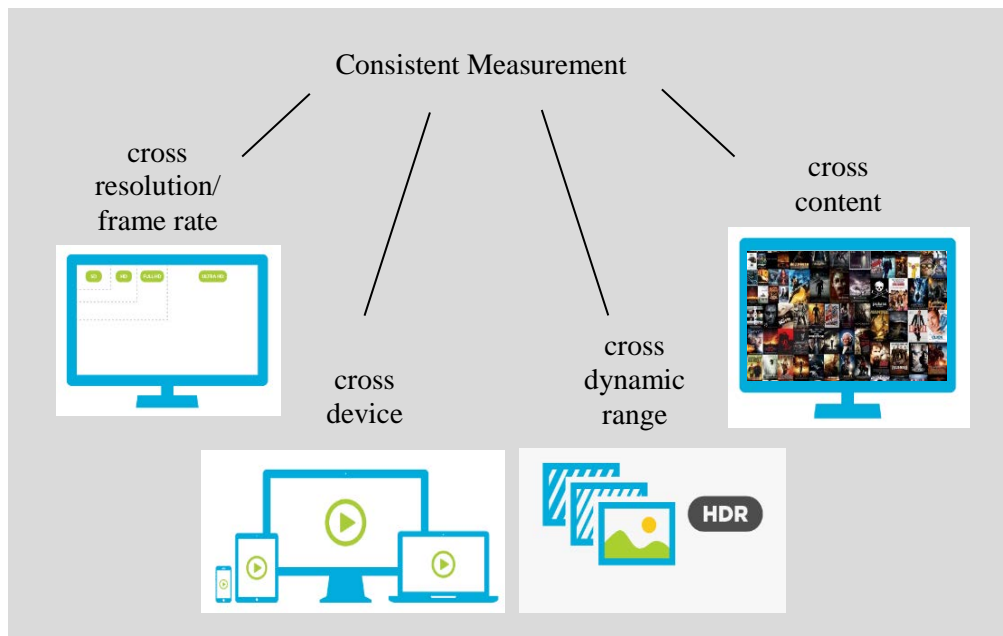 Consistent Measurement
cross
resolution/
frame rate
SD HD FULL HD ULTRA HD
cross
device
cross
dynamic
range
HDR
cross
content